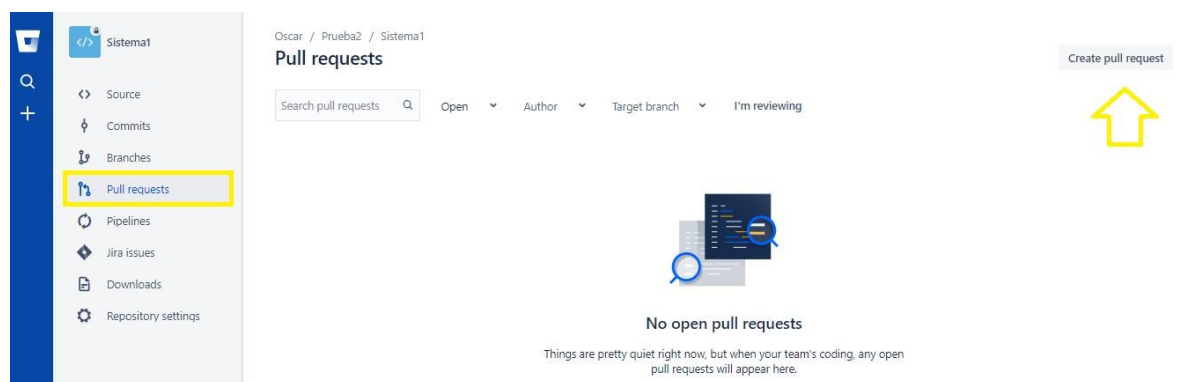 Sistema1
Source
Commits
Branches
Pull requests
Pipelines
Jira issues
Downloads
Repository settings
Oscar / Prueba2 / Sistema1
Pull requests
Create pull request
Search pull requests Open Author Target branch I'm reviewing
No open pull requests
Things are pretty quiet right now, but when your team's coding, any open
pull requests will appear here.